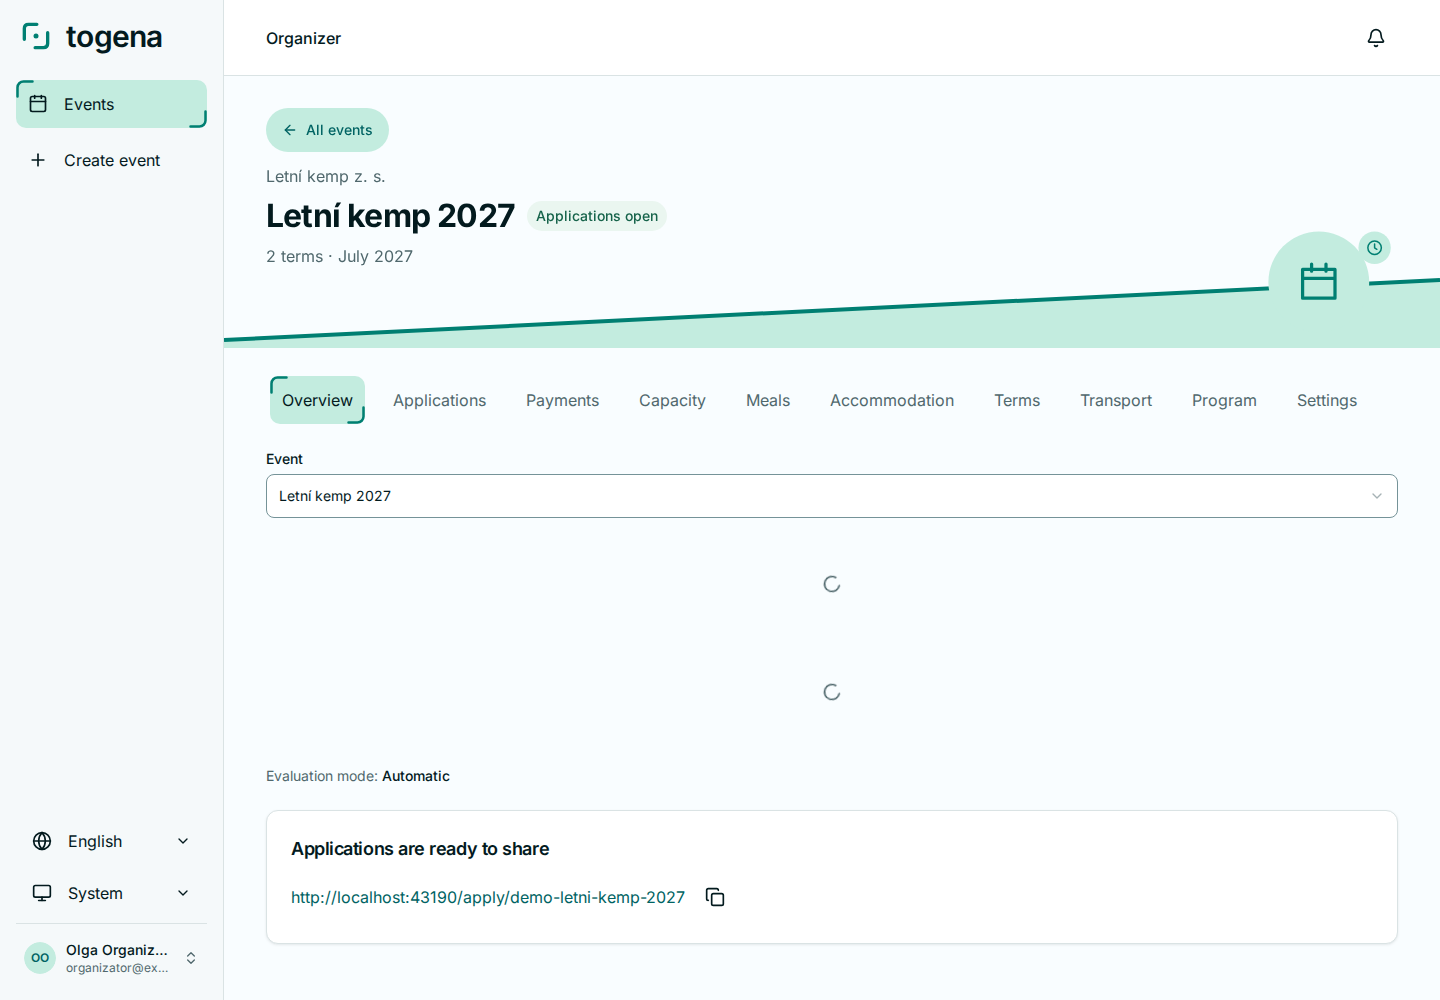 togena
Organizer
Events
Create event
All events
Letní kemp z. s.
Letní kemp 2027
Applications open
2 terms · July 2027
Overview
Applications
Payments
Capacity
Meals
Accommodation
Terms
Transport
Program
Settings
Event
Letní kemp 2027
Evaluation mode: Automatic
Applications are ready to share
http://localhost:43190/apply/demo-letni-kemp-2027
English
System
OO
Olga Organiz...
organizator@ex...